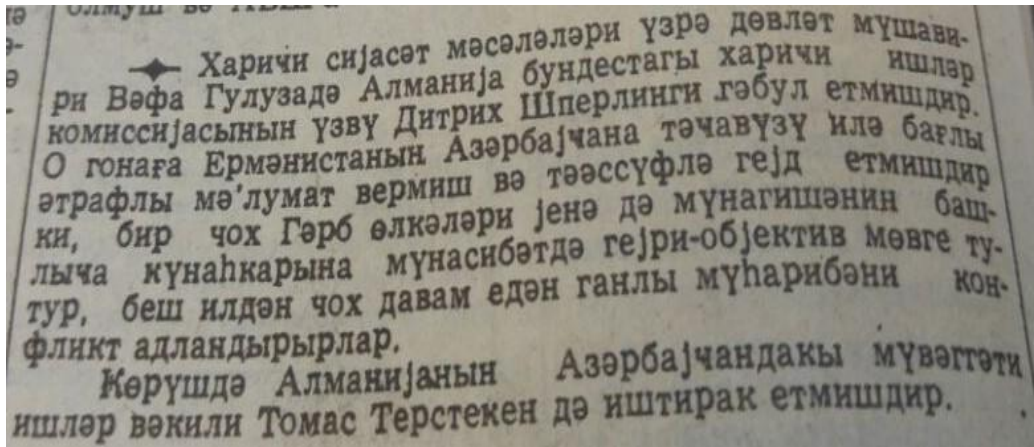 Харичи сијасәт мәсәләләри үзрә дөвләт мүшави-
ри Вәфа Гулузадә Алманија бундестагы харичи ишләр
комиссијасынын үзвү Дитрих Шперлинги гәбул етмишдир.
О гонаға Ермәнистанын Азәрбајҹана тәҹавүзү илә бағлы
әтрафлы мә'лумат вермиш вә тәәссүфлә гејд етмишдир
ки, бир чох Гәрб өлкәләри јенә дә мүнагишәнин баш-
лыҹа күнаһкарына мүнасибәтдә гејри-објектив мөвге ту-
тур, беш илдән чох давам едән ганлы мүһарибәни кон-
фликт адландырырлар.
Көрүшдә Алманијанын Азәрбајҹандакы мүвәггәти
ишләр вәкили Томас Терстекен дә иштирак етмишдир.